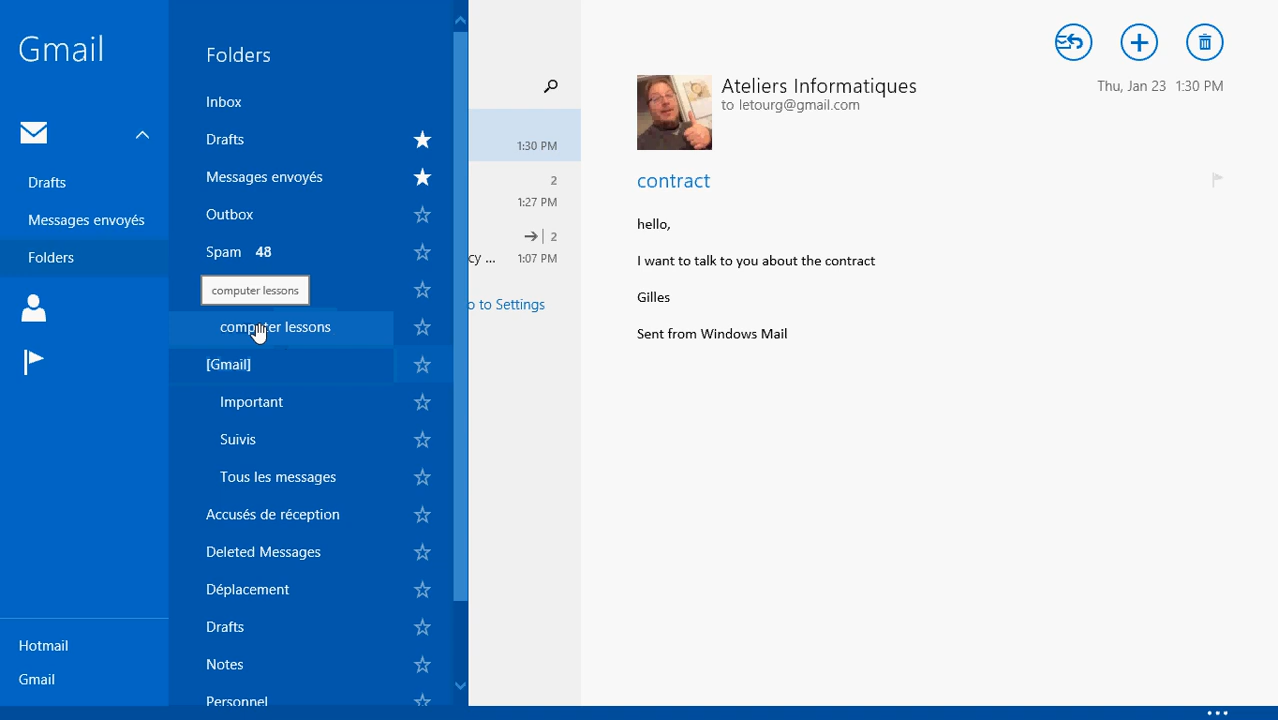 Gmail
Drafts
Messages envoyés
Folders
Hotmail
Gmail
Folders
Inbox
Drafts
Messages envoyés
Outbox
Spam 48
computer lessons
computer lessons
[Gmail]
Important
Suivis
Tous les messages
Accusés de réception
Deleted Messages
Déplacement
Drafts
Notes
Personnel
1:30 PM
2
1:27 PM
2
cy ... 1:07 PM
o to Settings
Ateliers Informatiques
to letourg@gmail.com
Thu, Jan 23 1:30 PM
contract
hello,
I want to talk to you about the contract
Gilles
Sent from Windows Mail